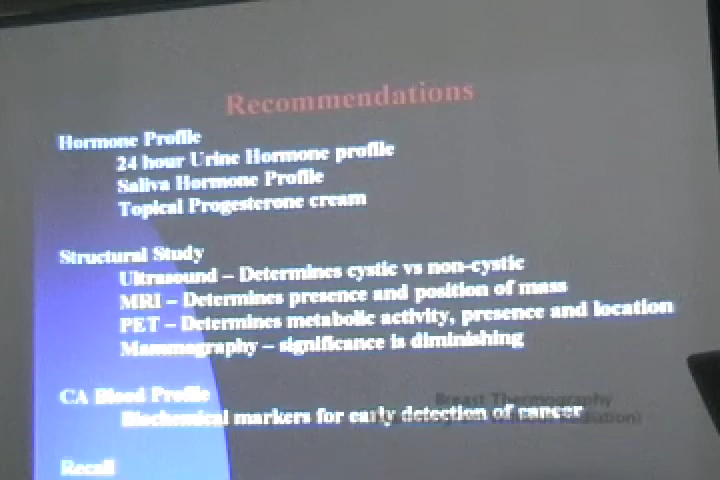 Recommendations
Hormone Profile
24 hour Urine Hormone profile
Saliva Hormone Profile
Topical Progesterone cream
Structural Study
Ultrasound – Determines cystic vs non-cystic
MRI – Determines presence and position of mass
PET – Determines metabolic activity, presence and location
Mammography – significance is diminishing
CA Blood Profile
Breast Thermography
Biochemical markers for early detection of cancer
Radiation)
Recall